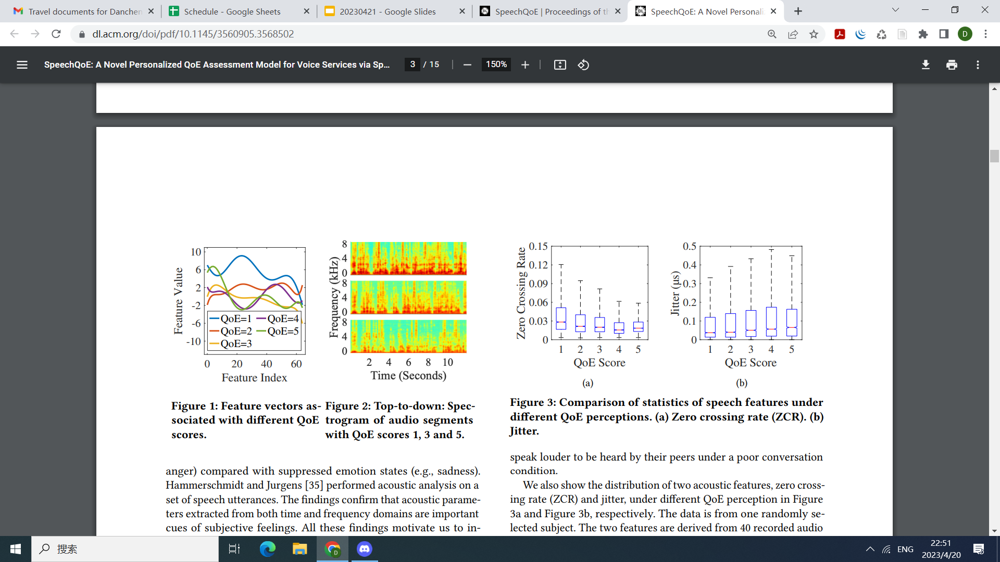 Travel documents for Danchen
Schedule - Google Sheets
20230421 - Google Slides
SpeechQoE | Proceedings of th
SpeechQoE: A Novel Personali
dl.acm.org/doi/pdf/10.1145/3560905.3568502
D
SpeechQoE: A Novel Personalized QoE Assessment Model for Voice Services via Sp...
3 / 15
150%
10
6
2
-2
-6
-10
Feature Value
QoE=1
QoE=4
QoE=2
QoE=5
QoE=3
0 20 40 60
Feature Index
8
4
0
8
4
0
8
4
0
Frequency (kHz)
2 4 6 8 10
Time (Seconds)
0.15
0.12
0.09
0.06
0.03
0
Zero Crossing Rate
1 2 3 4 5
QoE Score
(a)
0.5
0.4
0.3
0.2
0.1
0
Jitter (μs)
1 2 3 4 5
QoE Score
(b)
Figure 1: Feature vectors as-
sociated with different QoE
scores.
Figure 2: Top-to-down: Spec-
trogram of audio segments
with QoE scores 1, 3 and 5.
Figure 3: Comparison of statistics of speech features under
different QoE perceptions. (a) Zero crossing rate (ZCR). (b)
Jitter.
anger) compared with suppressed emotion states (e.g., sadness).
Hammerschmidt and Jurgens [35] performed acoustic analysis on a
set of speech utterances. The findings confirm that acoustic parame-
ters extracted from both time and frequency domains are important
cues of subjective feelings. All these findings motivate us to in-
speak louder to be heard by their peers under a poor conversation
condition.
We also show the distribution of two acoustic features, zero cross-
ing rate (ZCR) and jitter, under different QoE perception in Figure
3a and Figure 3b, respectively. The data is from one randomly se-
lected subject. The two features are derived from 40 recorded audio
搜索
D
ENG
22:51
2023/4/20